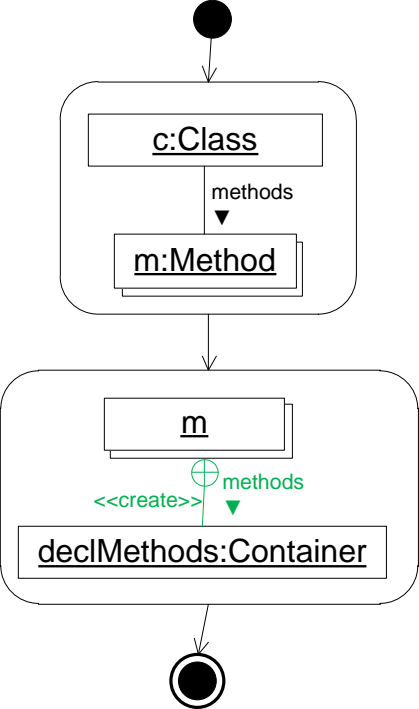 c:Class
methods
▼
m:Method
m
methods
<<create>>
▼
declMethods:Container